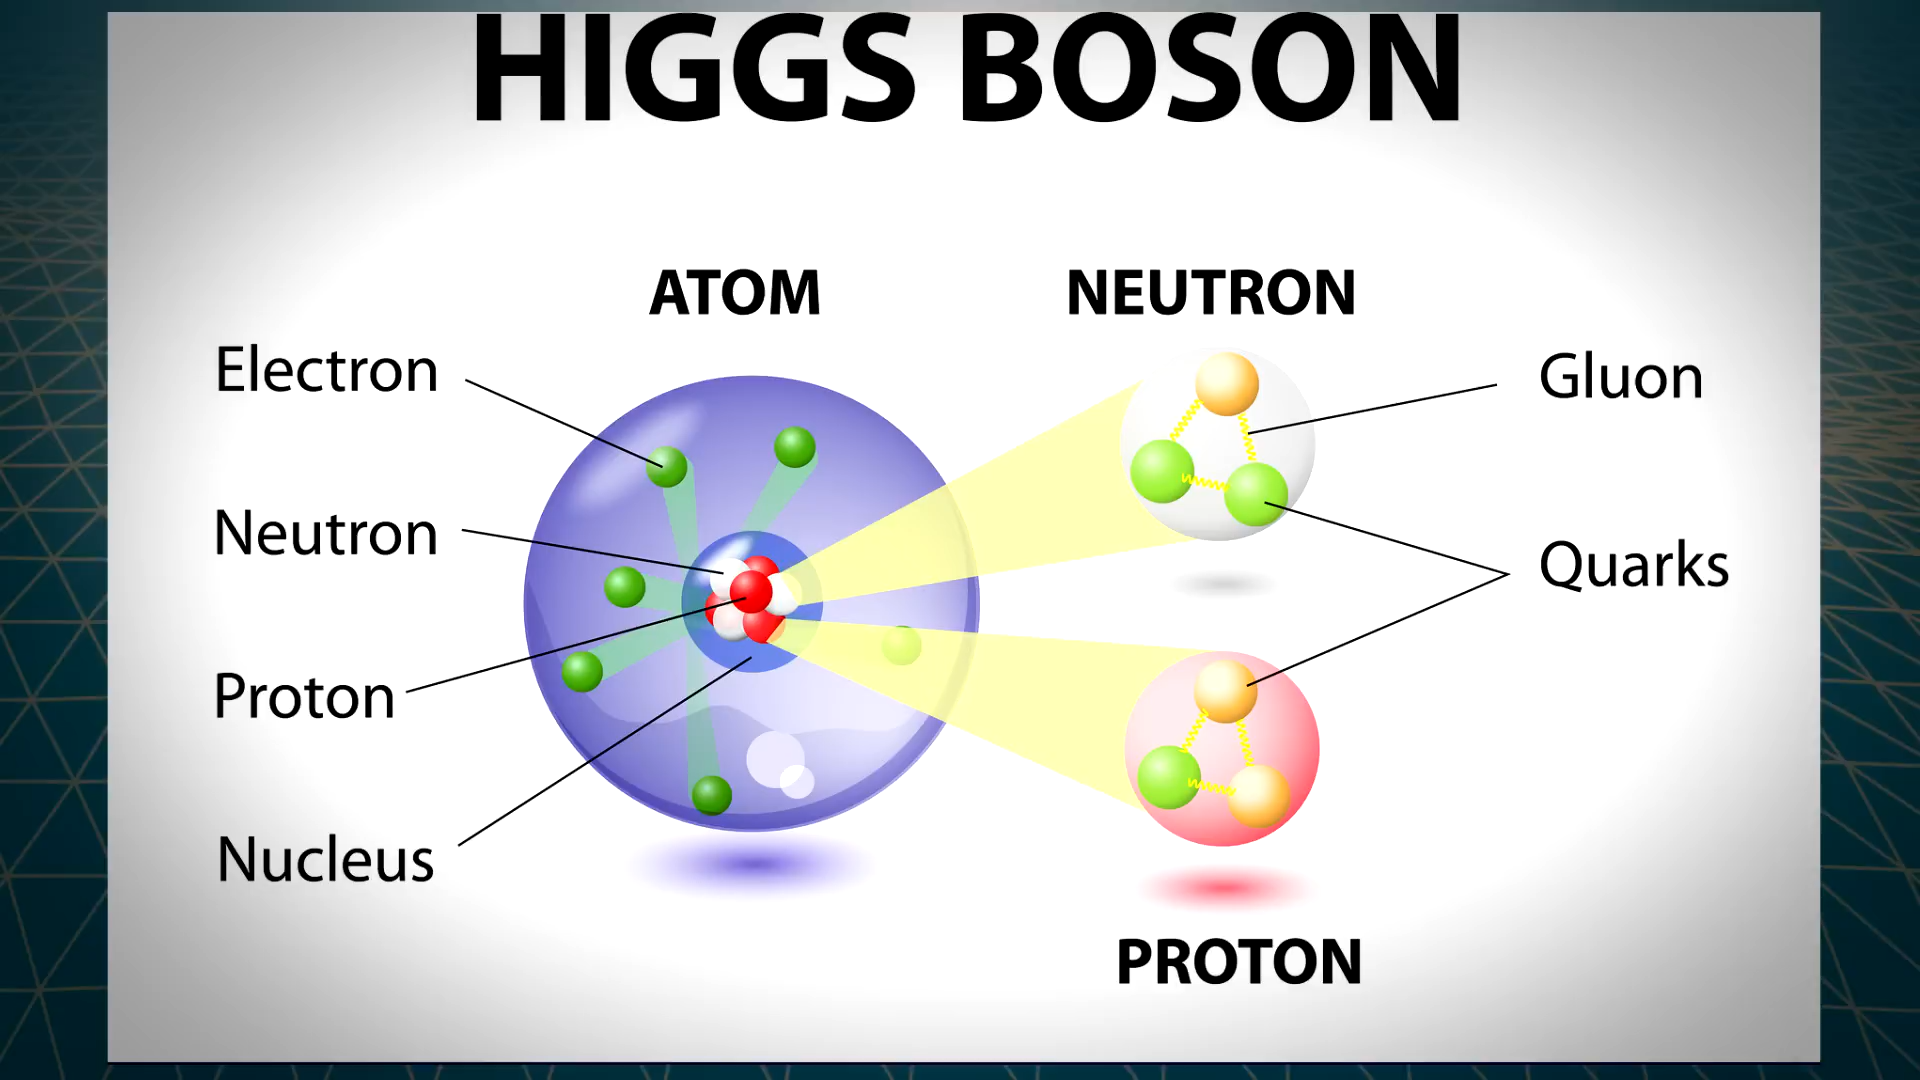 HIGGS BOSON
ATOM
NEUTRON
Electron
Gluon
Neutron
Quarks
Proton
Nucleus
PROTON